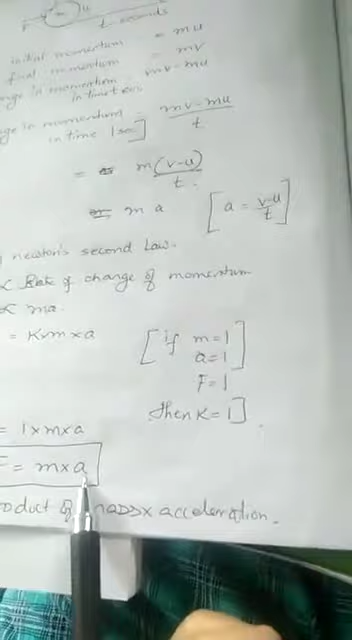 u
t seconds
initial momentum = mu
final momentum = mv
change in momentum = mv-mu
in time t sec
change in momentum = mv-mu/t
in time 1sec]
= m(v-u)/t.
= ma [a = v-u/t]
newton's second Law.
∝ Rate of change of momentum
∝ ma.
= K×m×a [if m=1]
a=1
F=1
then K=1]
= 1×m×a
F = m×a
product of mass× acceleration.